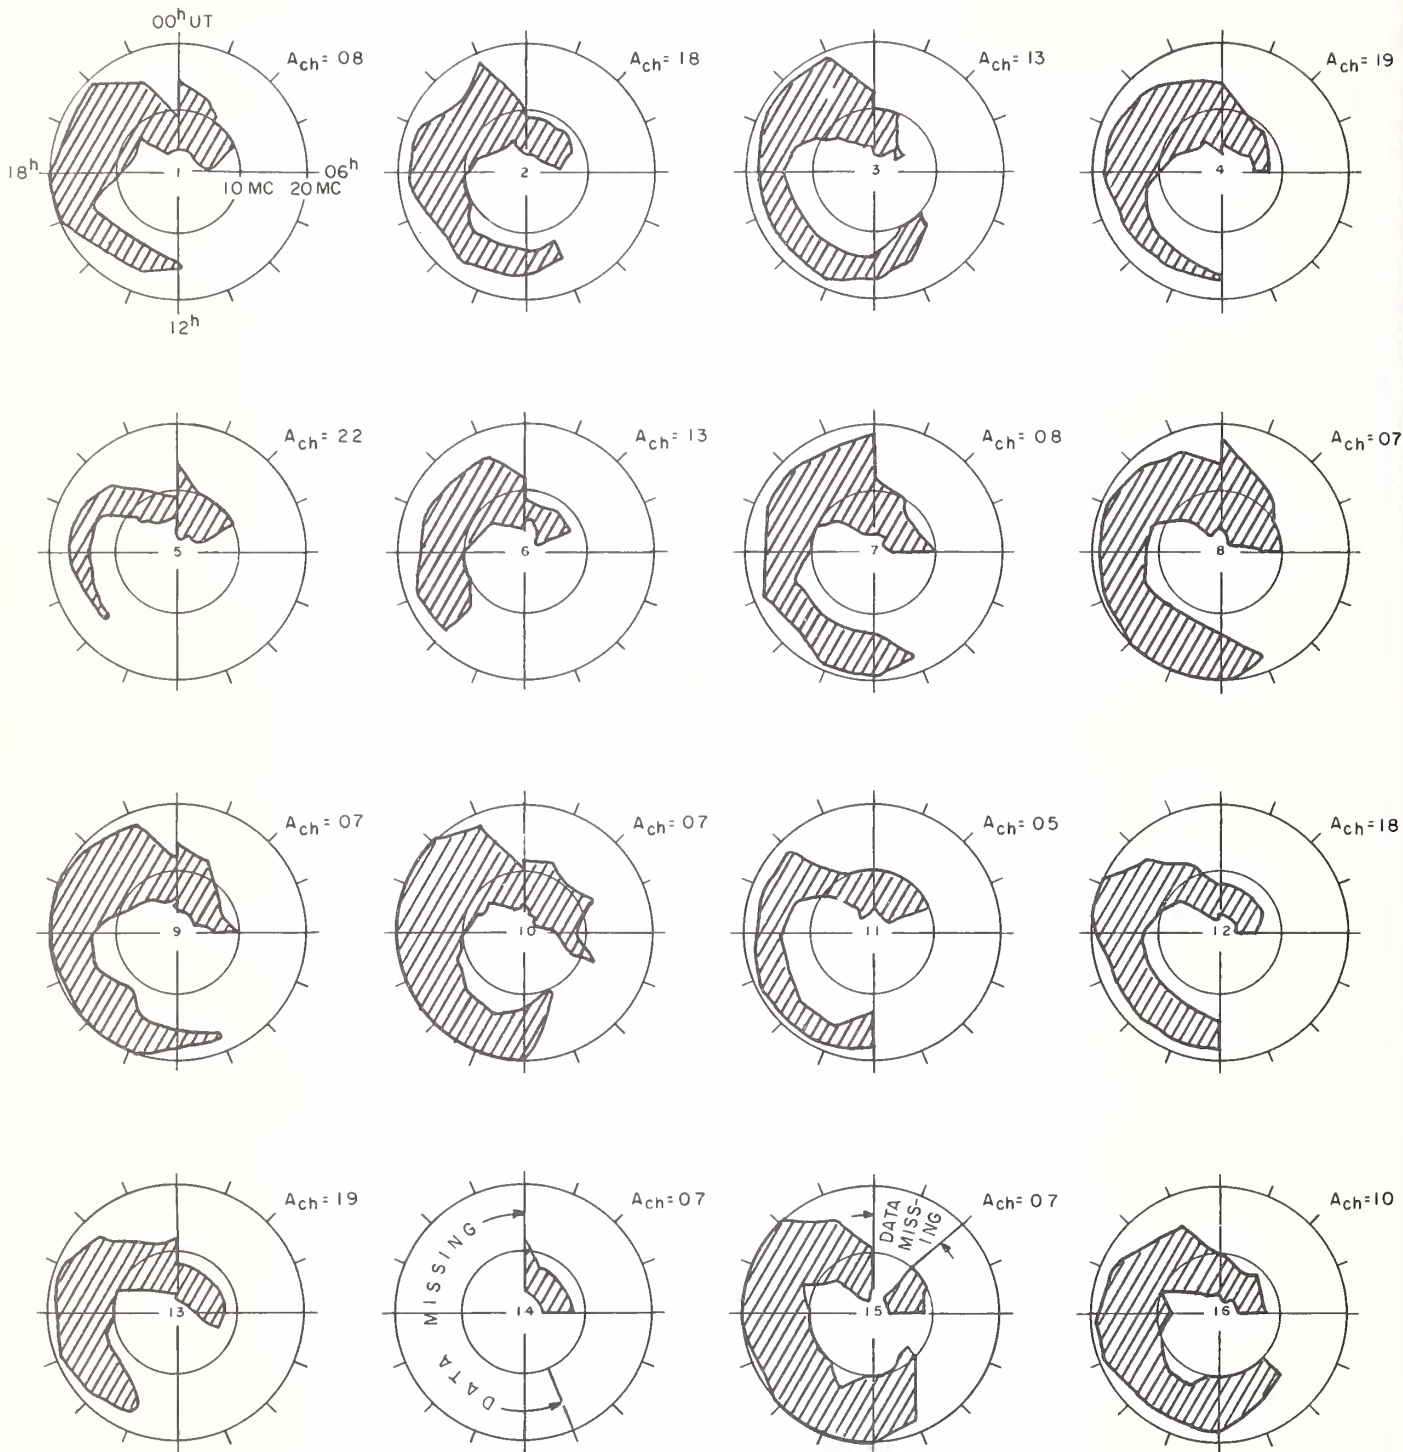 00h UT
Ach= 08
Ach= 18
Ach= 13
Ach= 19
18h
1
06h
10 MC 20 MC
2
3
4
12h
Ach= 22
Ach= 13
Ach= 08
Ach= 07
5
6
7
8
Ach= 07
Ach= 07
Ach= 05
Ach= 18
9
10
11
12
Ach= 19
Ach= 07
Ach= 07
Ach= 10
DATA MISSING
DATA
MISS-
ING
13
14
15
16